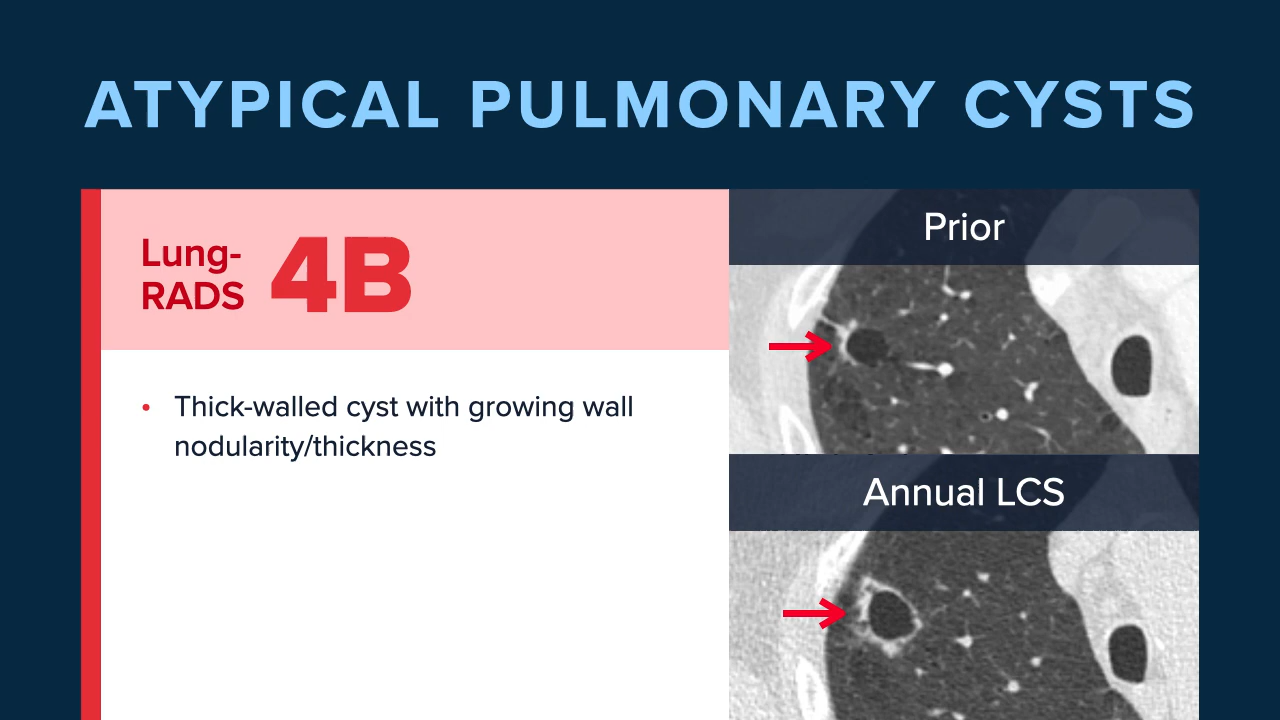 ATYPICAL PULMONARY CYSTS
Lung-
RADS
4B
• Thick-walled cyst with growing wall
nodularity/thickness
Prior
Annual LCS